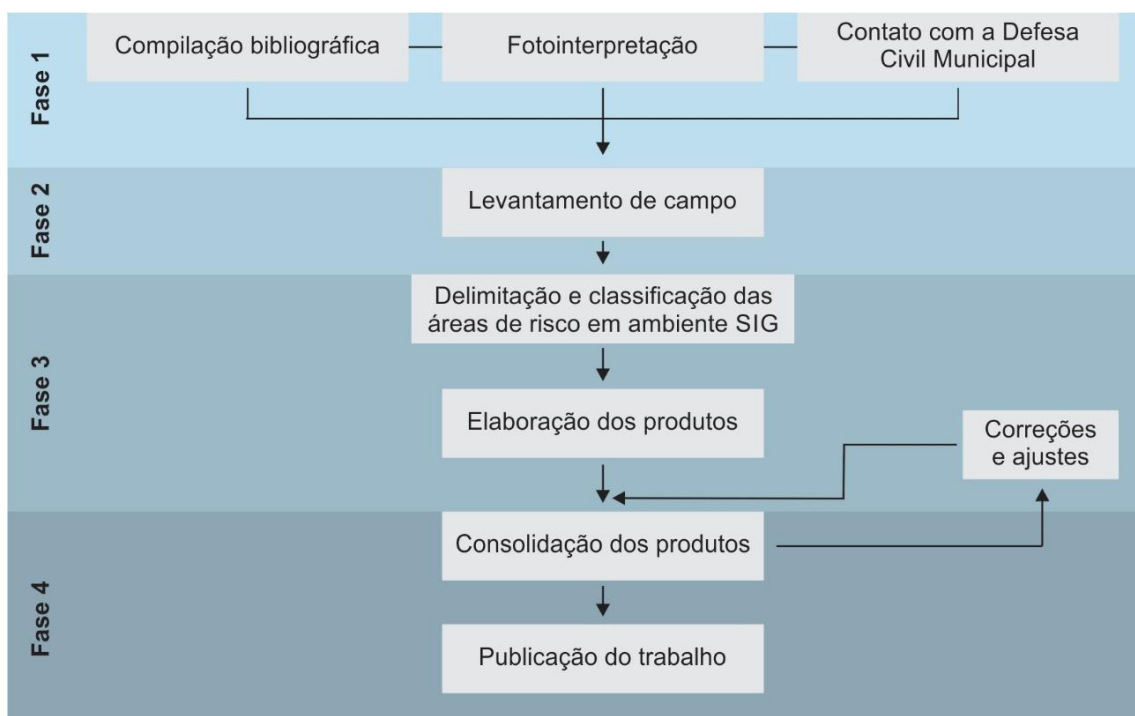 Fase 1
Compilação bibliográfica
Fotointerpretação
Contato com a Defesa
Civil Municipal
Fase 2
Levantamento de campo
Fase 3
Delimitação e classificação das
áreas de risco em ambiente SIG
Elaboração dos produtos
Correções
e ajustes
Fase 4
Consolidação dos produtos
Publicação do trabalho